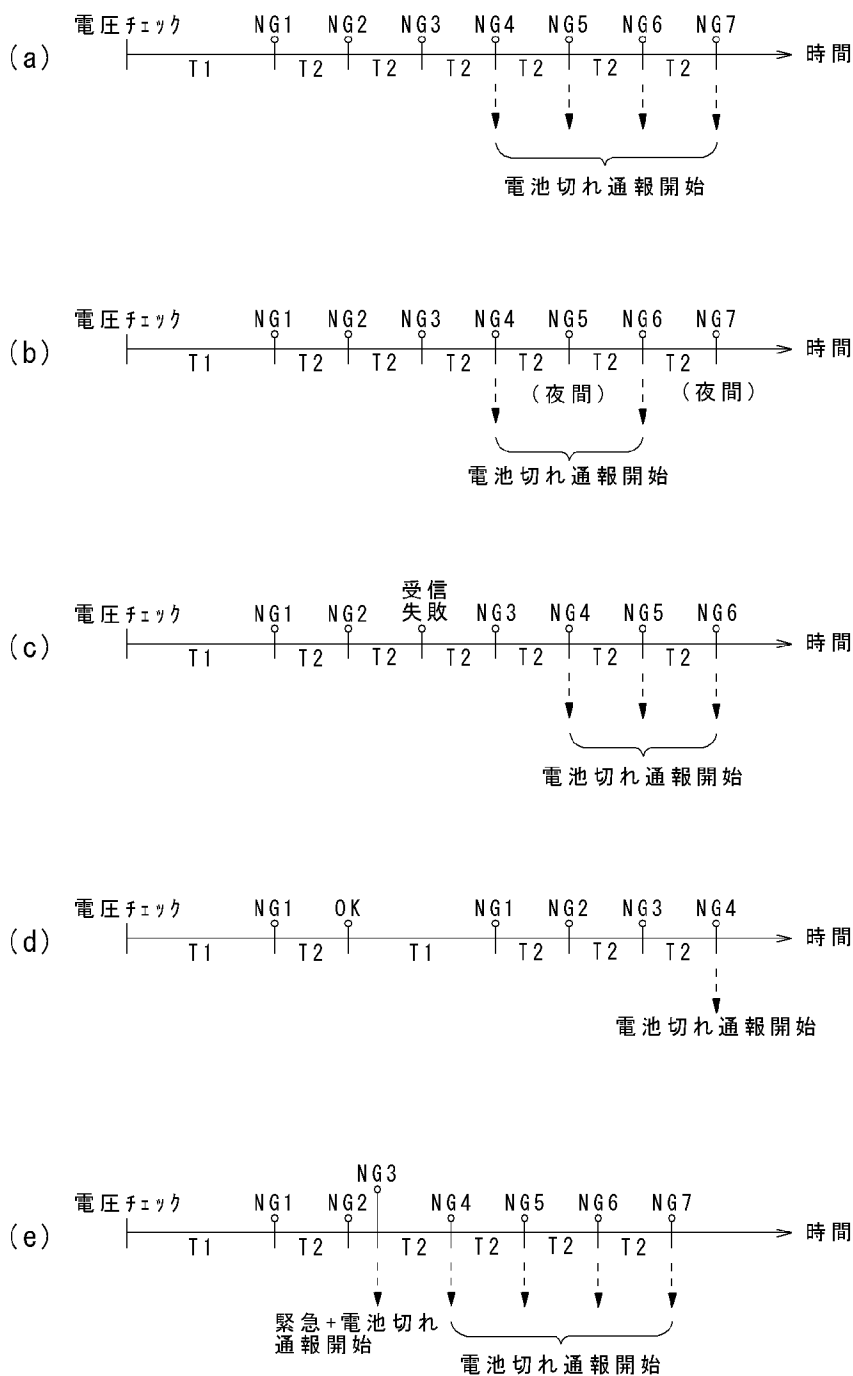 電圧チェック NG1 NG2 NG3 NG4 NG5 NG6 NG7
(a) 時間
T1 T2 T2 T2 T2 T2 T2
電池切れ通報開始
電圧チェック NG1 NG2 NG3 NG4 NG5 NG6 NG7
(b) 時間
T1 T2 T2 T2 T2 T2 T2
(夜間) (夜間)
電池切れ通報開始
受信
電圧チェック NG1 NG2 失敗 NG3 NG4 NG5 NG6
(c) 時間
T1 T2 T2 T2 T2 T2 T2
電池切れ通報開始
電圧チェック NG1 OK NG1 NG2 NG3 NG4
(d) 時間
T1 T2 T1 T2 T2 T2
電池切れ通報開始
NG3
電圧チェック NG1 NG2 NG4 NG5 NG6 NG7
(e) 時間
T1 T2 T2 T2 T2 T2
緊急+電池切れ
通報開始
電池切れ通報開始